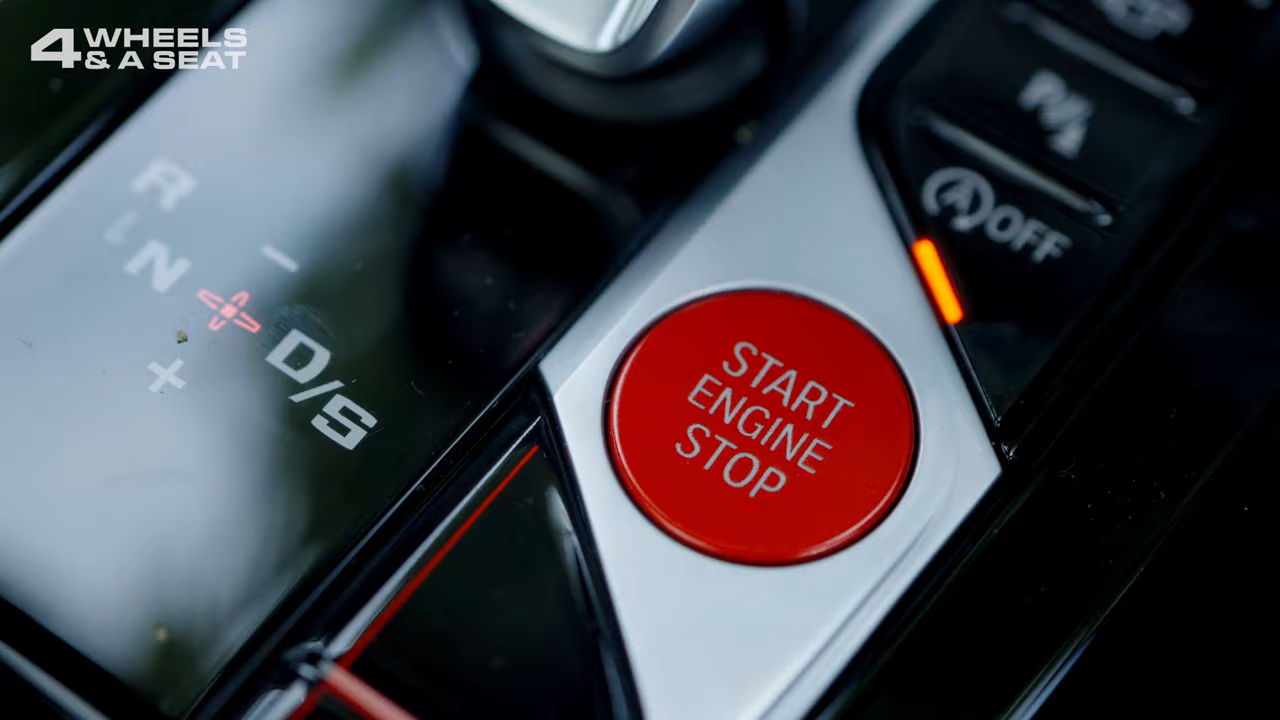 4 WHEELS
& A SEAT
R
N
D/S
START
ENGINE
STOP
P
A OFF